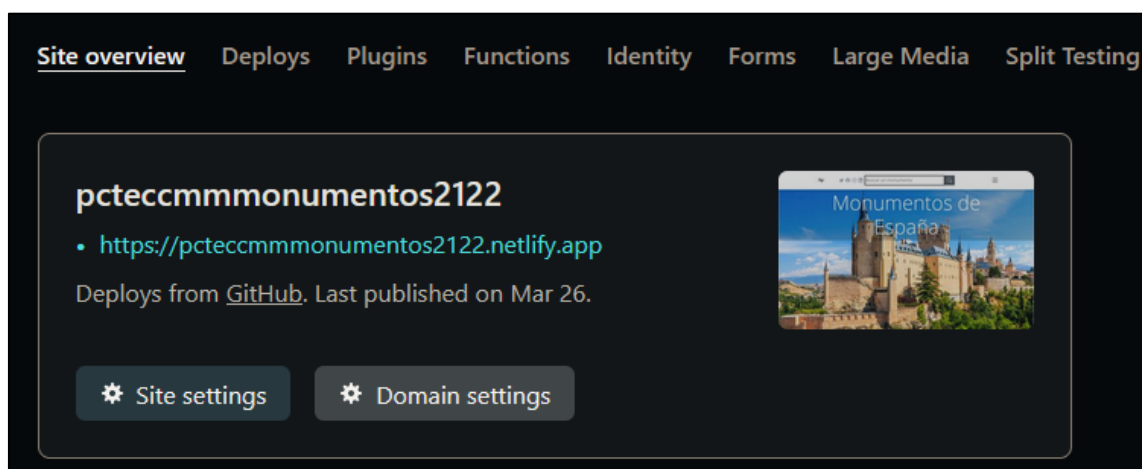 Site overview Deploys Plugins Functions Identity Forms Large Media Split Testing
pcteccmmmonumentos2122
• https://pcteccmmmonumentos2122.netlify.app
Deploys from GitHub. Last published on Mar 26.
Monumentos de
España
Site settings Domain settings